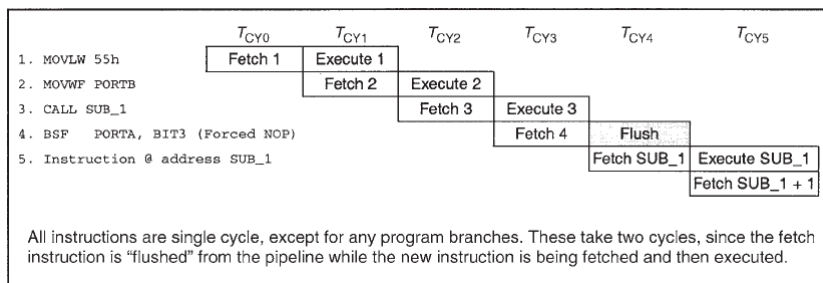 TCY0 TCY1 TCY2 TCY3 TCY4 TCY5
1. MOVLW 55h Fetch 1 Execute 1
2. MOVWF PORTB Fetch 2 Execute 2
3. CALL SUB_1 Fetch 3 Execute 3
4. BSF PORTA, BIT3 (Forced NOP) Fetch 4 Flush
5. Instruction @ address SUB_1 Fetch SUB_1 Execute SUB_1
Fetch SUB_1 + 1
All instructions are single cycle, except for any program branches. These take two cycles, since the fetch
instruction is “flushed” from the pipeline while the new instruction is being fetched and then executed.